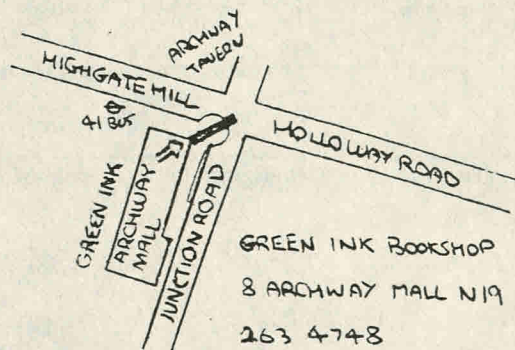 ARCHWAY
TAVERN
HIGHGATE HILL
41 BUS
HOLLOWAY ROAD
GREEN INK
ARCHWAY
MALL
JUNCTION ROAD
GREEN INK BOOKSHOP
8 ARCHWAY MALL N19
263 4748